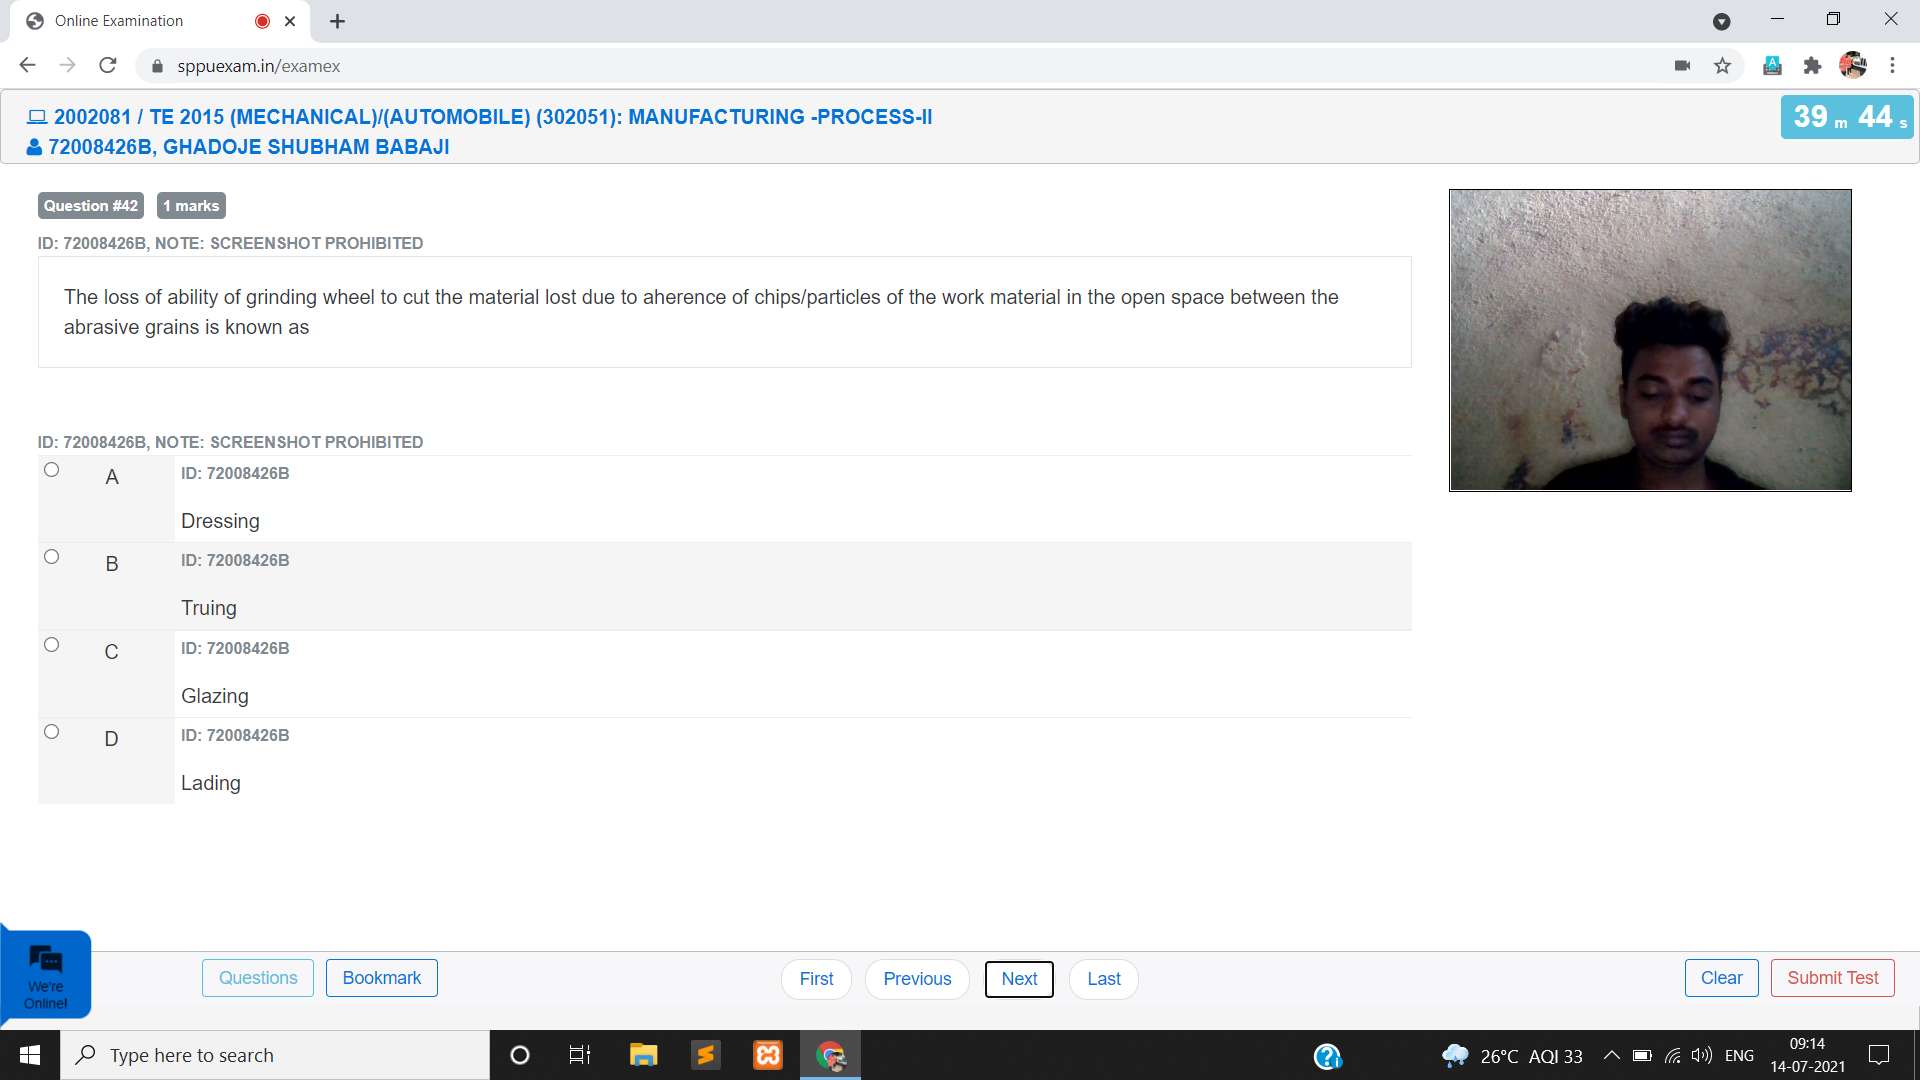 Online Examination
sppuexam.in/examex
2002081 / TE 2015 (MECHANICAL)/(AUTOMOBILE) (302051): MANUFACTURING -PROCESS-II
39 m 44 s
72008426B, GHADOJE SHUBHAM BABAJI
Question #42 1 marks
ID: 72008426B, NOTE: SCREENSHOT PROHIBITED
The loss of ability of grinding wheel to cut the material lost due to aherence of chips/particles of the work material in the open space between the
abrasive grains is known as
ID: 72008426B, NOTE: SCREENSHOT PROHIBITED
A
ID: 72008426B
Dressing
B
ID: 72008426B
Truing
C
ID: 72008426B
Glazing
D
ID: 72008426B
Lading
We're
Online!
Questions Bookmark First Previous Next Last Clear Submit Test
Type here to search
26°C AQI 33
ENG
09:14
14-07-2021